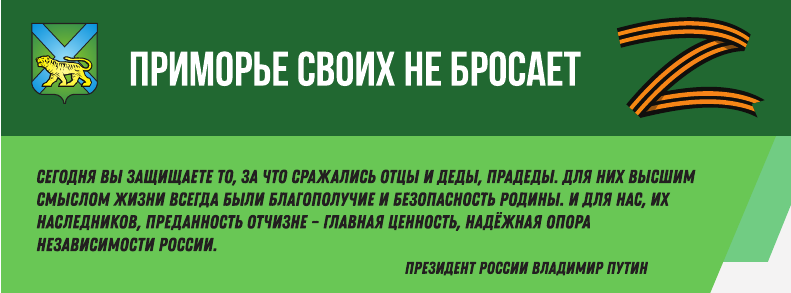 ПРИМОРЬЕ СВОИХ НЕ БРОСАЕТ
СЕГОДНЯ ВЫ ЗАЩИЩАЕТЕ ТО, ЗА ЧТО СРАЖАЛИСЬ ОТЦЫ И ДЕДЫ, ПРАДЕДЫ. ДЛЯ НИХ ВЫСШИМ
СМЫСЛОМ ЖИЗНИ ВСЕГДА БЫЛИ БЛАГОПОЛУЧИЕ И БЕЗОПАСНОСТЬ РОДИНЫ. И ДЛЯ НАС, ИХ
НАСЛЕДНИКОВ, ПРЕДАННОСТЬ ОТЧИЗНЕ – ГЛАВНАЯ ЦЕННОСТЬ, НАДЁЖНАЯ ОПОРА
НЕЗАВИСИМОСТИ РОССИИ.
ПРЕЗИДЕНТ РОССИИ ВЛАДИМИР ПУТИН